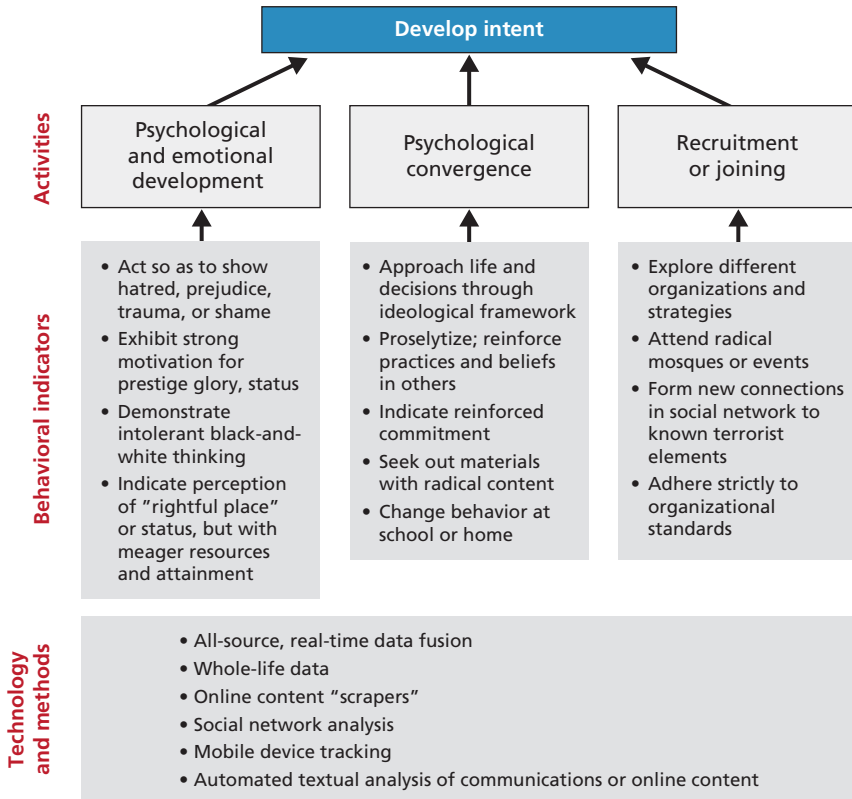 Develop intent
Activities
Psychological
and emotional
development
Psychological
convergence
Recruitment
or joining
Behavioral indicators
• Act so as to show
hatred, prejudice,
trauma, or shame
• Exhibit strong
motivation for
prestige glory, status
• Demonstrate
intolerant black-and-
white thinking
• Indicate perception
of ”rightful place”
or status, but with
meager resources
and attainment
• Approach life and
decisions through
ideological framework
• Proselytize; reinforce
practices and beliefs
in others
• Indicate reinforced
commitment
• Seek out materials
with radical content
• Change behavior at
school or home
• Explore different
organizations and
strategies
• Attend radical
mosques or events
• Form new connections
in social network to
known terrorist
elements
• Adhere strictly to
organizational
standards
Technology
and methods
• All-source, real-time data fusion
• Whole-life data
• Online content “scrapers”
• Social network analysis
• Mobile device tracking
• Automated textual analysis of communications or online content